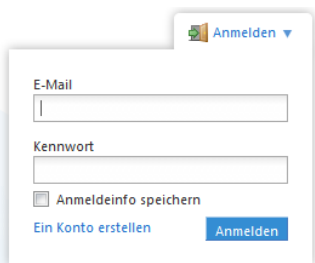 Anmelden ▼
E-Mail
Kennwort
Anmeldeinfo speichern
Ein Konto erstellen
Anmelden